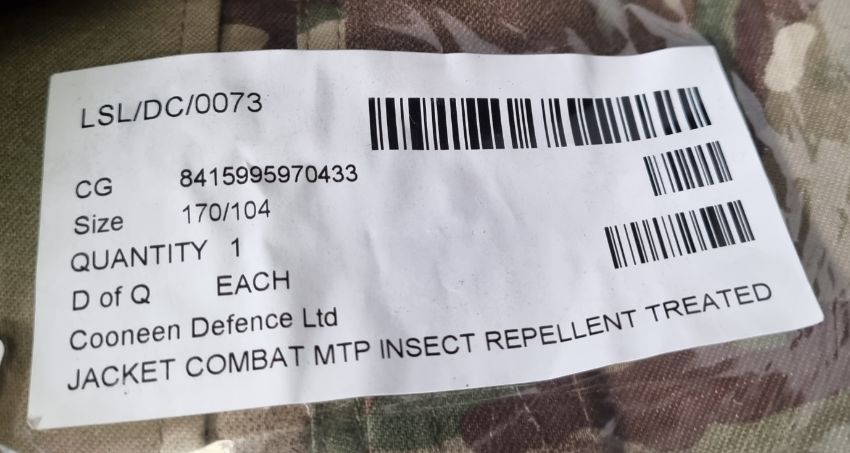 LSL/DC/0073
CG 8415995970433
Size 170/104
QUANTITY 1
D of Q EACH
Cooneen Defence Ltd
JACKET COMBAT MTP INSECT REPELLENT TREATED